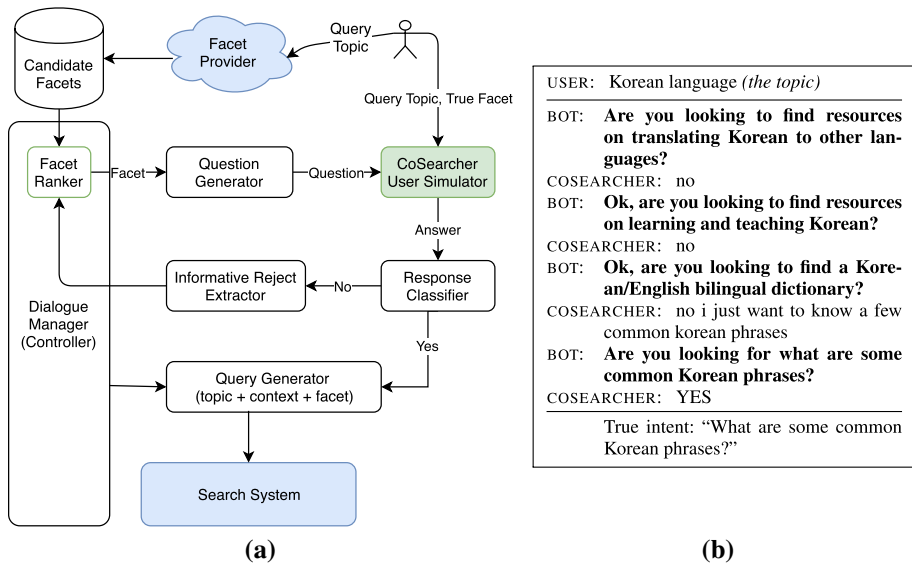 Query
Topic
Facet
Provider
Candidate
Facets
Query Topic, True Facet
Facet
Ranker
Facet
Question
Generator
Question
CoSearcher
User Simulator
Answer
Informative Reject
Extractor
No
Response
Classifier
Dialogue
Manager
(Controller)
Yes
Query Generator
(topic + context + facet)
Search System
(a)
USER: Korean language (the topic)
BOT: Are you looking to find resources
on translating Korean to other lan-
guages?
COSEARCHER: no
BOT: Ok, are you looking to find resources
on learning and teaching Korean?
COSEARCHER: no
BOT: Ok, are you looking to find a Kore-
an/English bilingual dictionary?
COSEARCHER: no i just want to know a few
common korean phrases
BOT: Are you looking for what are some
common Korean phrases?
COSEARCHER: YES
True intent: “What are some common
Korean phrases?”
(b)